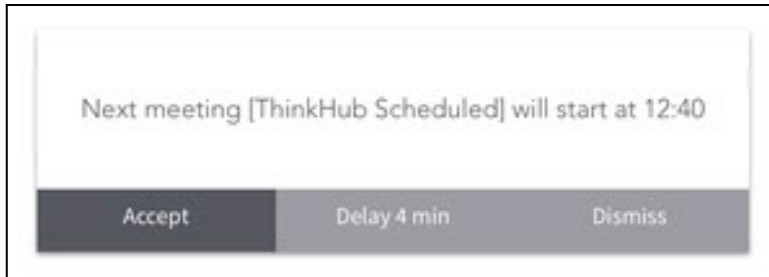 Next meeting [ThinkHub Scheduled] will start at 12:40
Accept Delay 4 min Dismiss